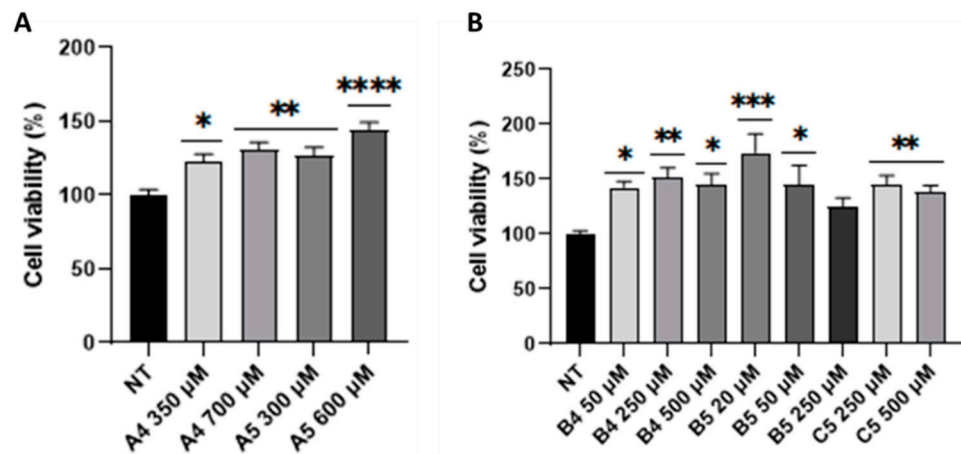 A
Cell viability (%)
200
150
100
50
0
*
**
****
NT
A4 350 µM
A4 700 µM
A5 300 µM
A5 600 µM
B
Cell viability (%)
250
200
150
100
50
0
*
**
*
***
*
**
NT
B4 50 µM
B4 250 µM
B4 500 µM
B5 20 µM
B5 50 µM
B5 250 µM
C5 250 µM
C5 500 µM